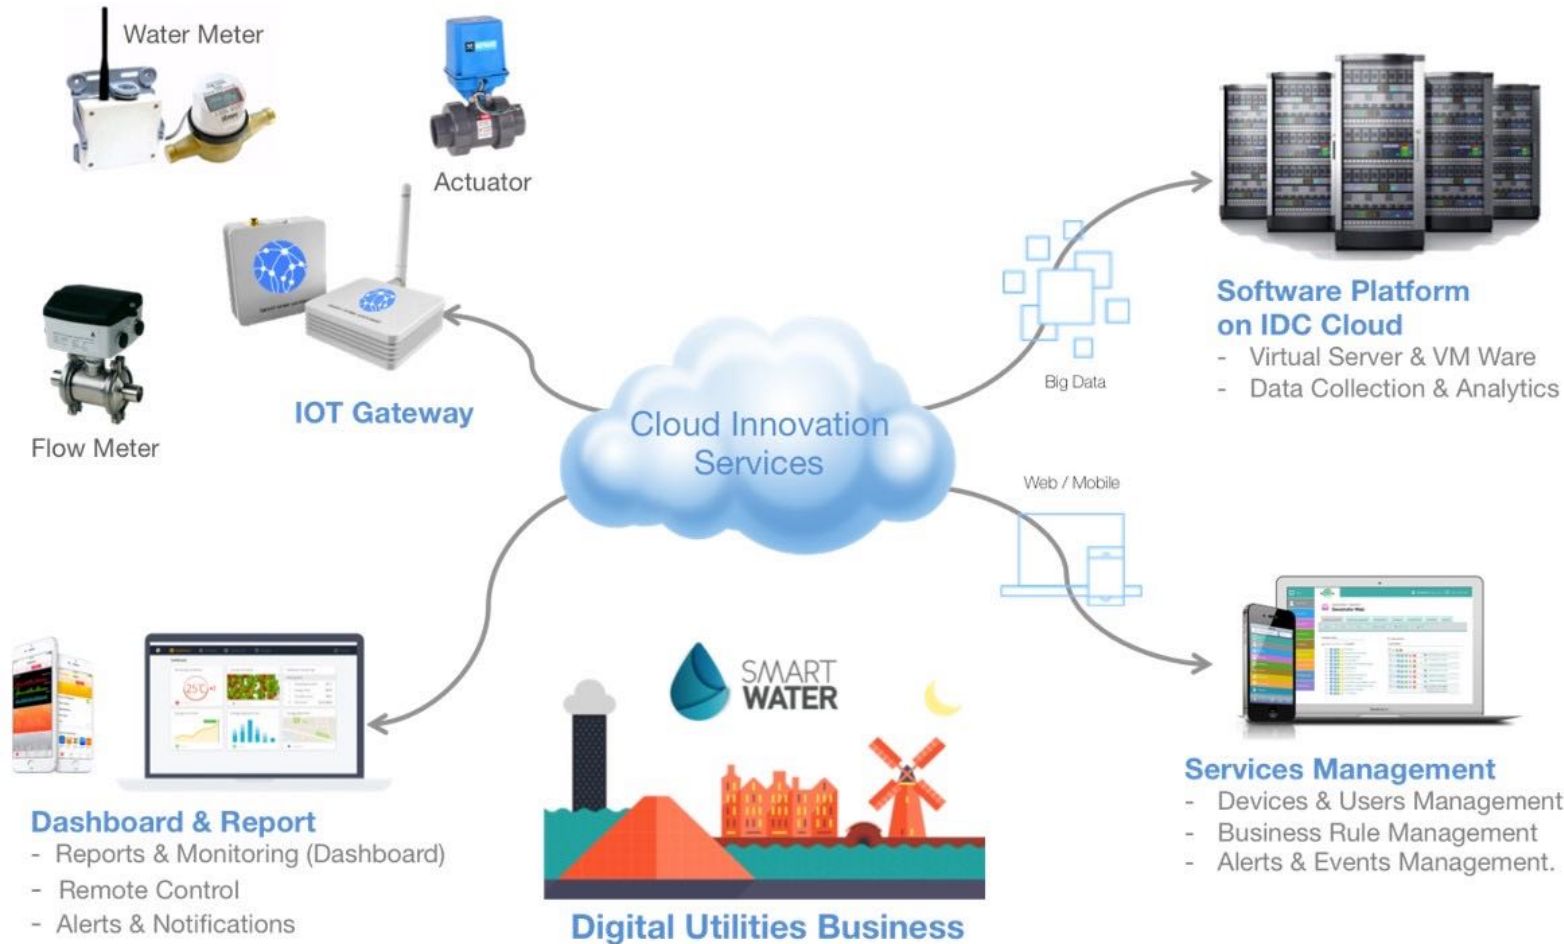 Water Meter
Actuator
Flow Meter
IOT Gateway
Cloud Innovation
Services
Big Data
Software Platform
on IDC Cloud
- Virtual Server & VM Ware
- Data Collection & Analytics
Web / Mobile
Services Management
- Devices & Users Management
- Business Rule Management
- Alerts & Events Management.
25°C
Dashboard & Report
- Reports & Monitoring (Dashboard)
- Remote Control
- Alerts & Notifications
SMART
WATER
Digital Utilities Business